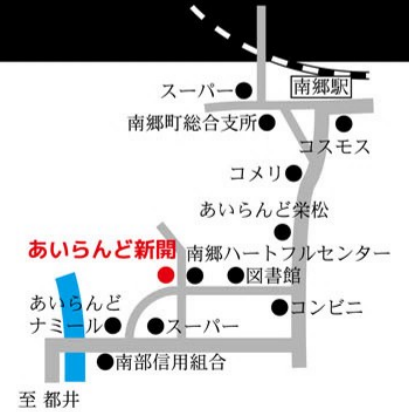 スーパー
南郷駅
南郷町総合支所
コスモス
コメリ
あいらんど栄松
あいらんど新開
南郷ハートフルセンター
図書館
あいらんど
ナミール
スーパー
コンビニ
南部信用組合
至 都井